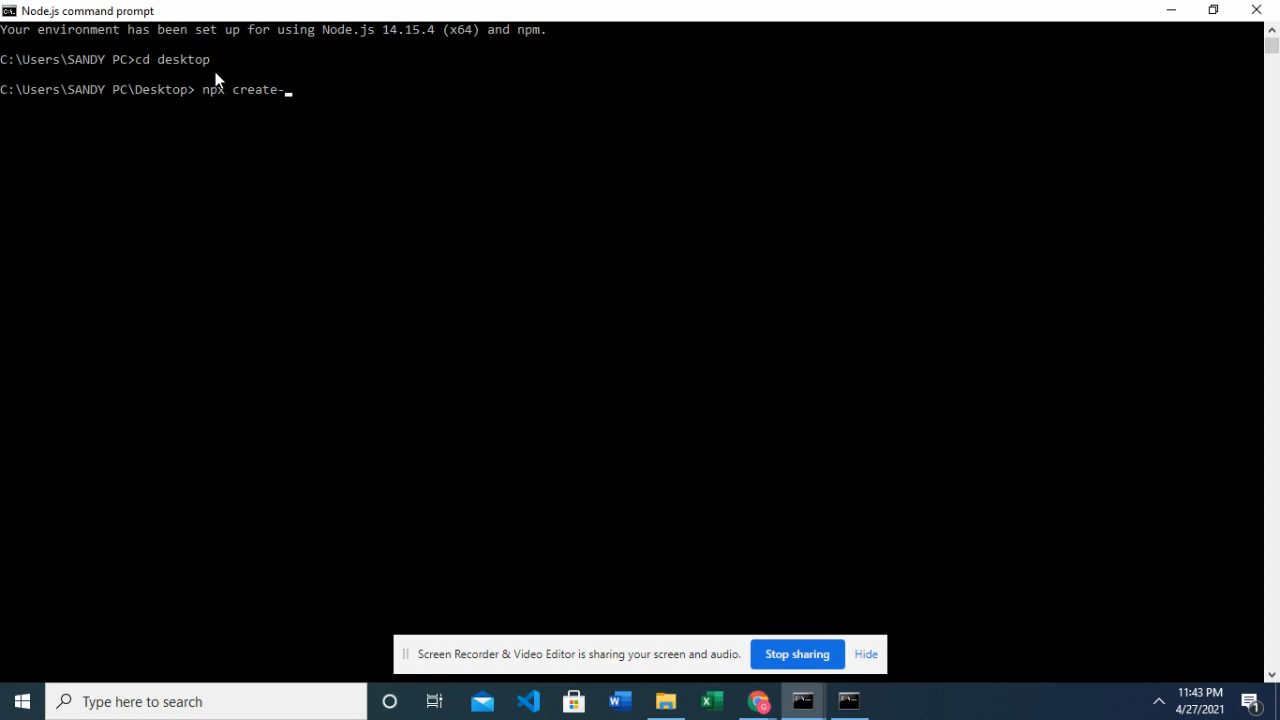 Node.js command prompt
Your environment has been set up for using Node.js 14.15.4 (x64) and npm.
C:\Users\SANDY PC>cd desktop
C:\Users\SANDY PC\Desktop> npx create-_
Screen Recorder & Video Editor is sharing your screen and audio.
Stop sharing
Hide
Type here to search
11:43 PM
4/27/2021
1